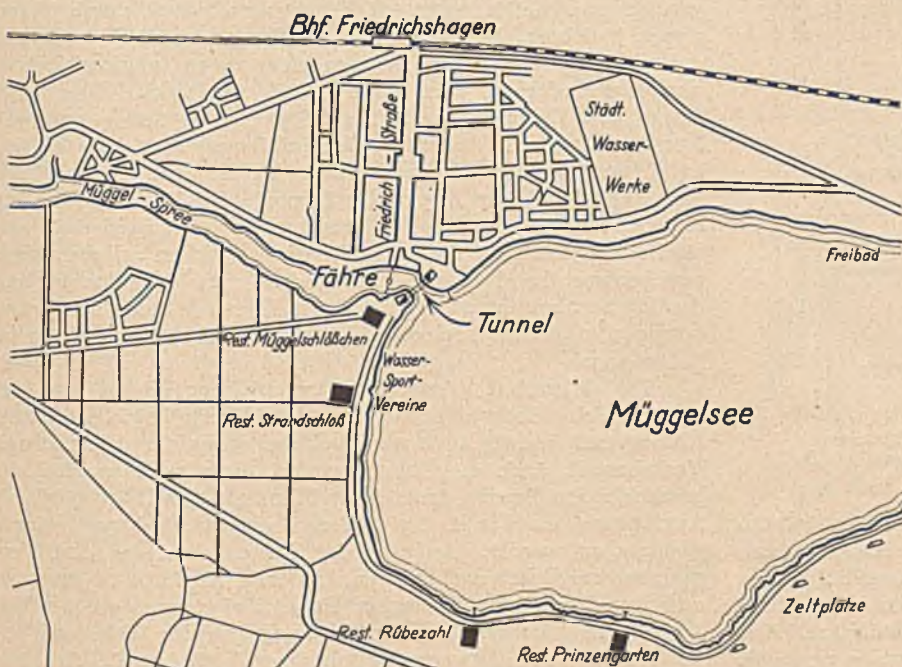 Bhf. Friedrichshagen
Städt.
Wasser-
Werke
Friedrich - Straße
Müggel - Spree
Freibad
Fähre
Tunnel
Rest. Müggelschlößchen
Wasser-
Sport-
Vereine
Rest. Strandschloß
Müggelsee
Zeltplätze
Rest. Rübezahl
Rest. Prinzengarten